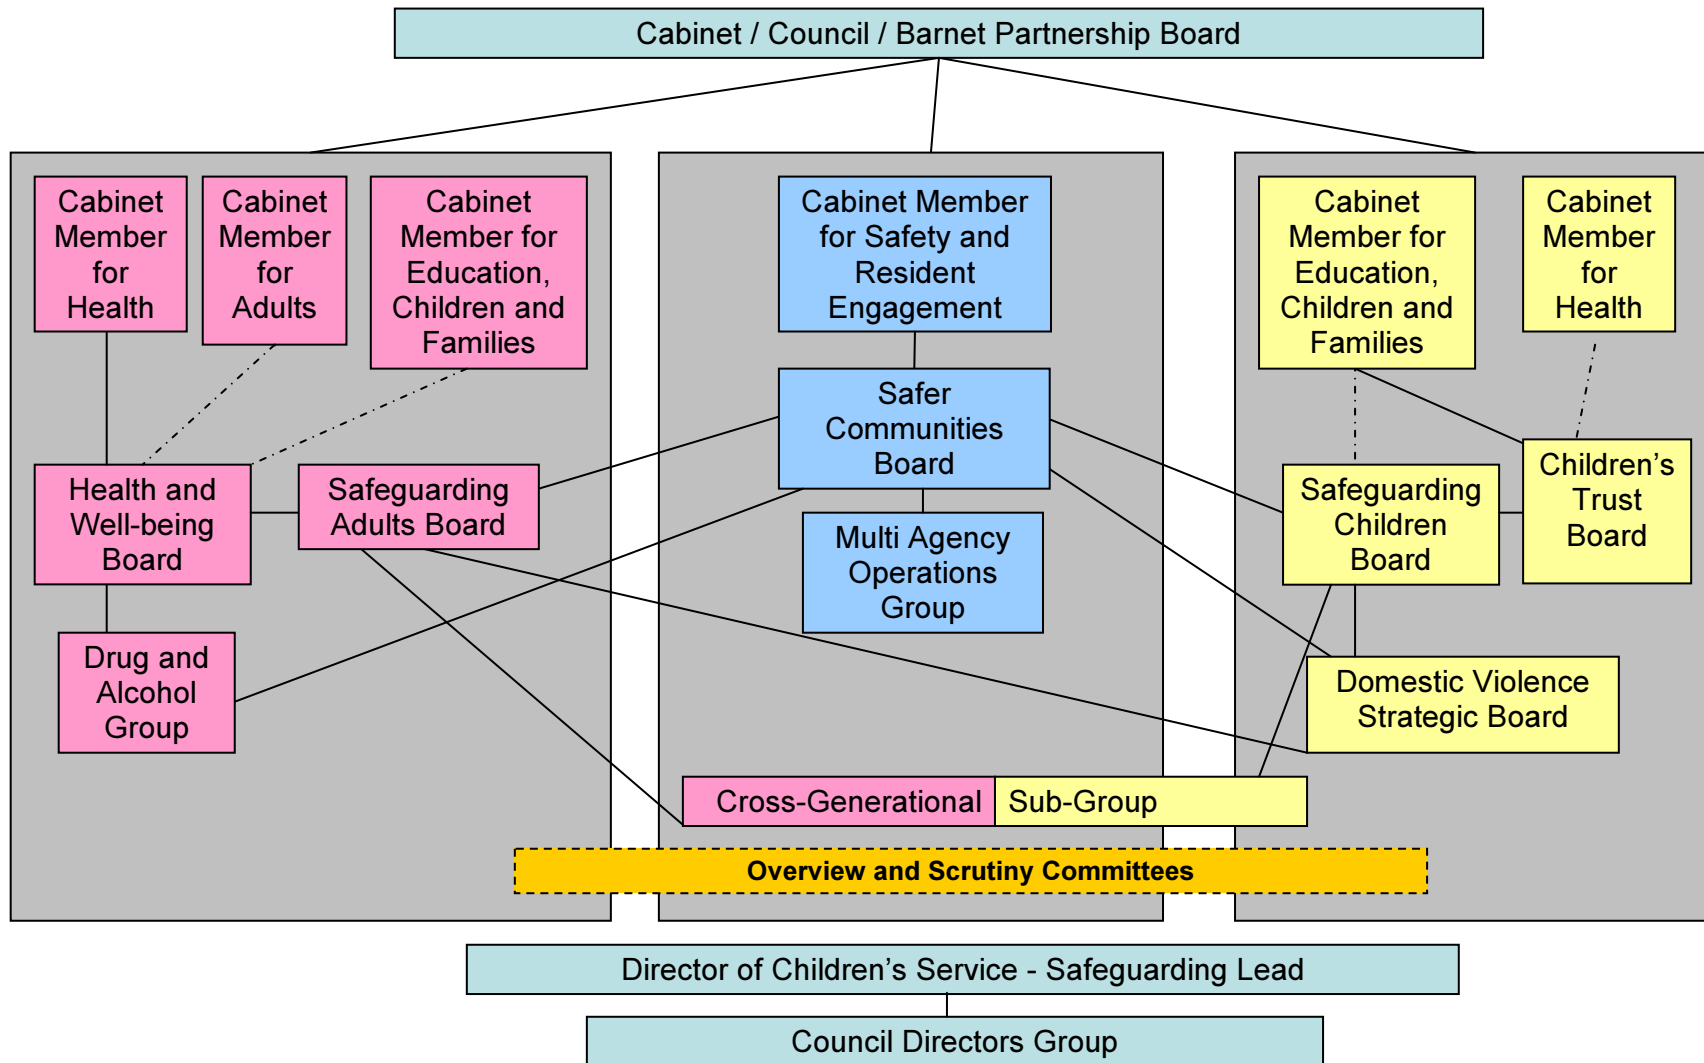 Cabinet / Council / Barnet Partnership Board
Cabinet
Member
for
Health
Cabinet
Member
for
Adults
Cabinet
Member for
Education,
Children and
Families
Cabinet Member
for Safety and
Resident
Engagement
Cabinet
Member for
Education,
Children and
Families
Cabinet
Member
for
Health
Safer
Communities
Board
Health and
Well-being
Board
Safeguarding
Adults Board
Multi Agency
Operations
Group
Safeguarding
Children
Board
Children’s
Trust
Board
Drug and
Alcohol
Group
Domestic Violence
Strategic Board
Cross-Generational Sub-Group
Overview and Scrutiny Committees
Director of Children’s Service - Safeguarding Lead
Council Directors Group